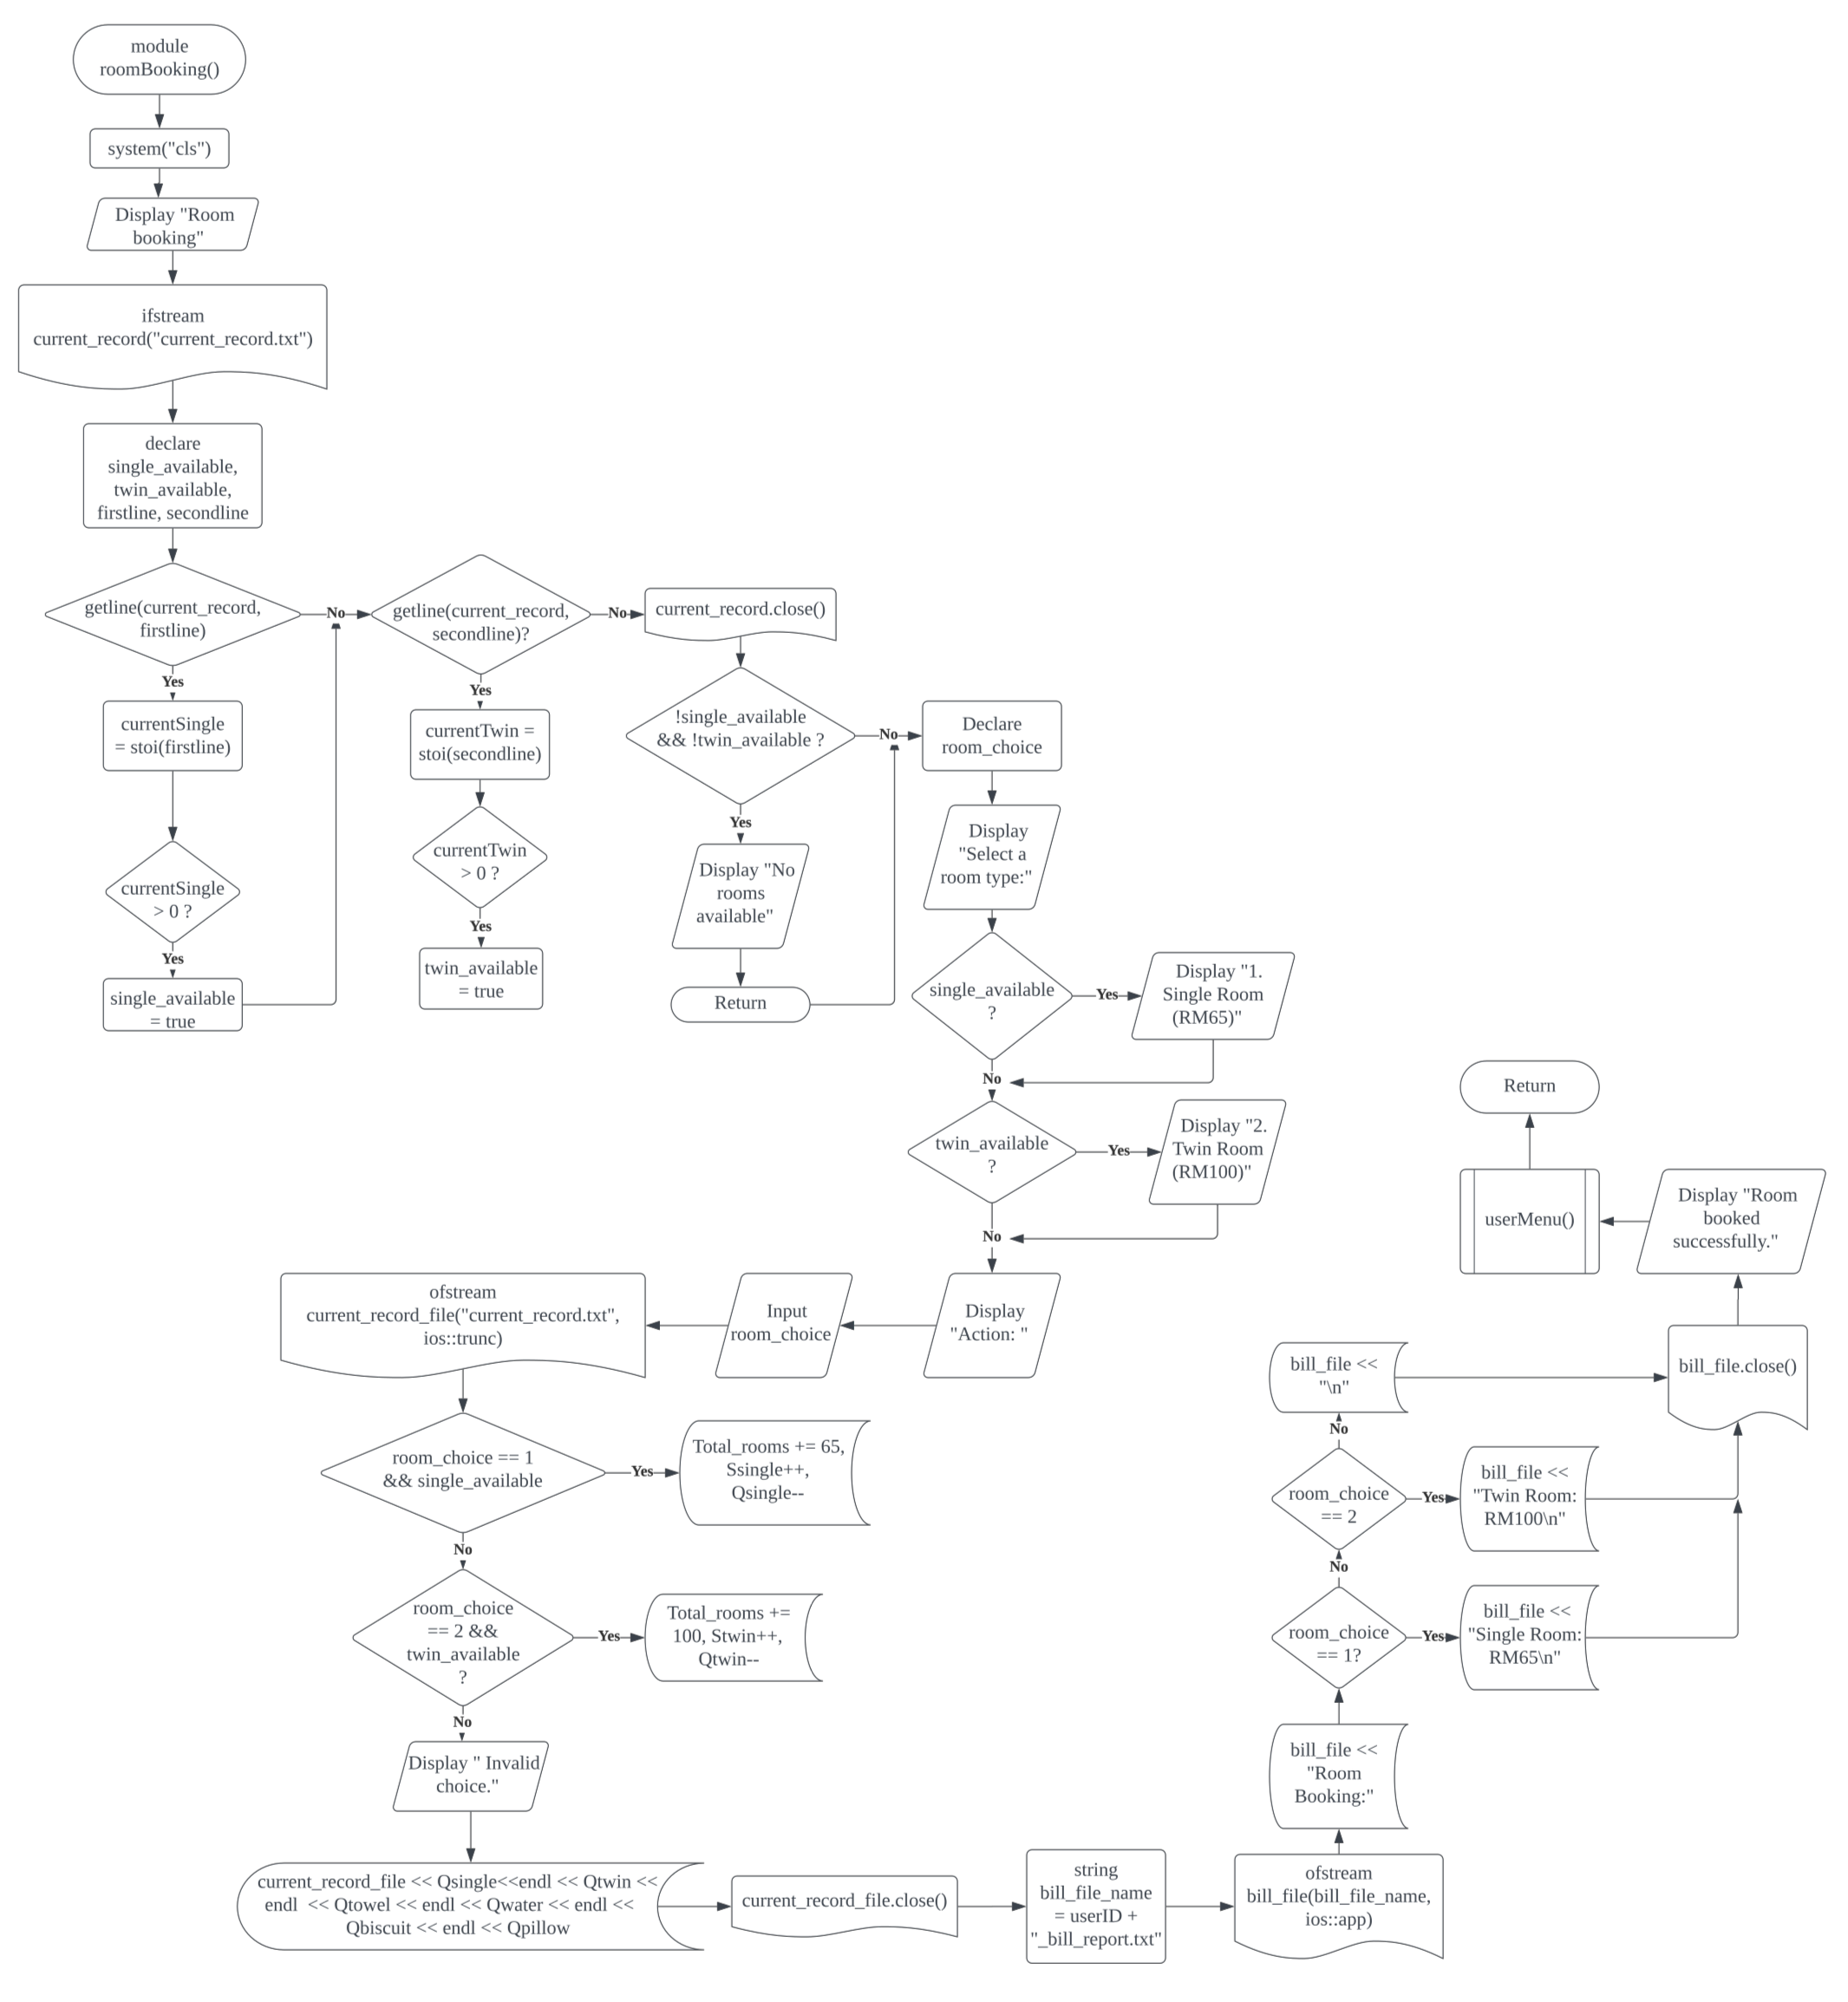 module
roomBooking()
system("cls")
Display "Room
booking"
ifstream
current_record("current_record.txt")
declare
single_available,
twin_available,
firstline, secondline
getline(current_record,
firstline)
No
Yes
currentSingle
= stoi(firstline)
currentSingle
> 0 ?
Yes
single_available
= true
getline(current_record,
secondline)?
No
Yes
currentTwin =
stoi(secondline)
currentTwin
> 0 ?
Yes
twin_available
= true
current_record.close()
!single_available
&& !twin_available ?
No
Yes
Display "No
rooms
available"
Return
Declare
room_choice
Display
"Select a
room type:"
single_available
?
Yes
Display "1.
Single Room
(RM65)"
No
twin_available
?
Yes
Display "2.
Twin Room
(RM100)"
No
Display
"Action: "
Input
room_choice
ofstream
current_record_file("current_record.txt",
ios::trunc)
room_choice == 1
&& single_available
Yes
Total_rooms += 65,
Ssingle++,
Qsingle--
No
room_choice
== 2 &&
twin_available
?
Yes
Total_rooms +=
100, Stwin++,
Qtwin--
No
Display " Invalid
choice."
current_record_file << Qsingle<<endl << Qtwin <<
endl  << Qtowel << endl << Qwater << endl <<
Qbiscuit << endl << Qpillow
current_record_file.close()
string
bill_file_name
= userID +
"_bill_report.txt"
ofstream
bill_file(bill_file_name,
ios::app)
bill_file <<
"Room
Booking:"
room_choice
== 1?
Yes
bill_file <<
"Single Room:
RM65\n"
No
room_choice
== 2
Yes
bill_file <<
"Twin Room:
RM100\n"
No
bill_file <<
"\n"
bill_file.close()
Display "Room
booked
successfully."
userMenu()
Return